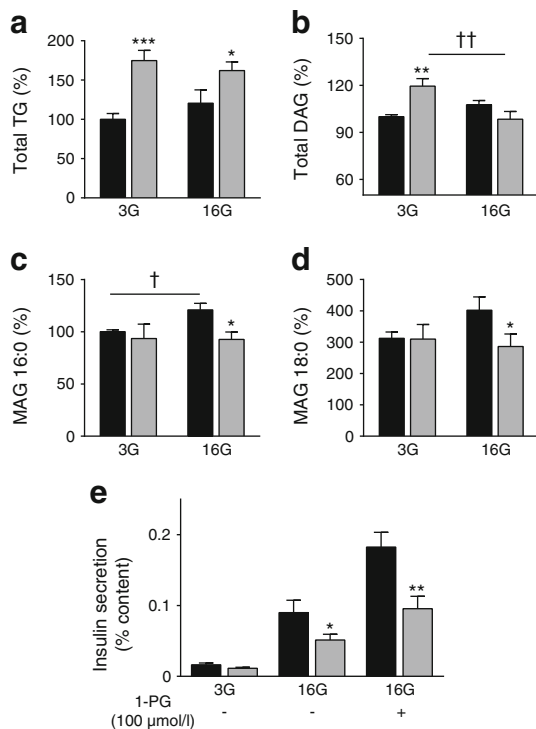 a
b
Total TG (%)
200
150
100
50
0
***
*
3G
16G
Total DAG (%)
150
120
90
60
**
††
3G
16G
c
d
MAG 16:0 (%)
150
100
50
0
†
*
3G
16G
MAG 18:0 (%)
500
400
300
200
100
0
*
3G
16G
e
Insulin secretion
(% content)
0.2
0.1
0
*
**
3G 16G 16G
1-PG
(100 µmol/l) - - +